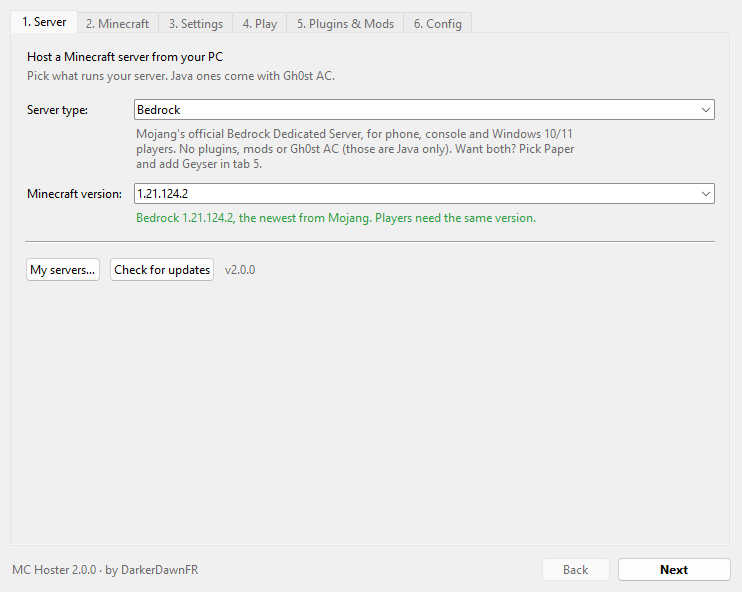 1. Server
2. Minecraft
3. Settings
4. Play
5. Plugins & Mods
6. Config
Host a Minecraft server from your PC
Pick what runs your server. Java ones come with Gh0st AC.
Server type:
Bedrock
Mojang's official Bedrock Dedicated Server, for phone, console and Windows 10/11
players. No plugins, mods or Gh0st AC (those are Java only). Want both? Pick Paper
and add Geyser in tab 5.
Minecraft version:
1.21.124.2
Bedrock 1.21.124.2, the newest from Mojang. Players need the same version.
My servers...
Check for updates
v2.0.0
MC Hoster 2.0.0 · by DarkerDawnFR
Back
Next